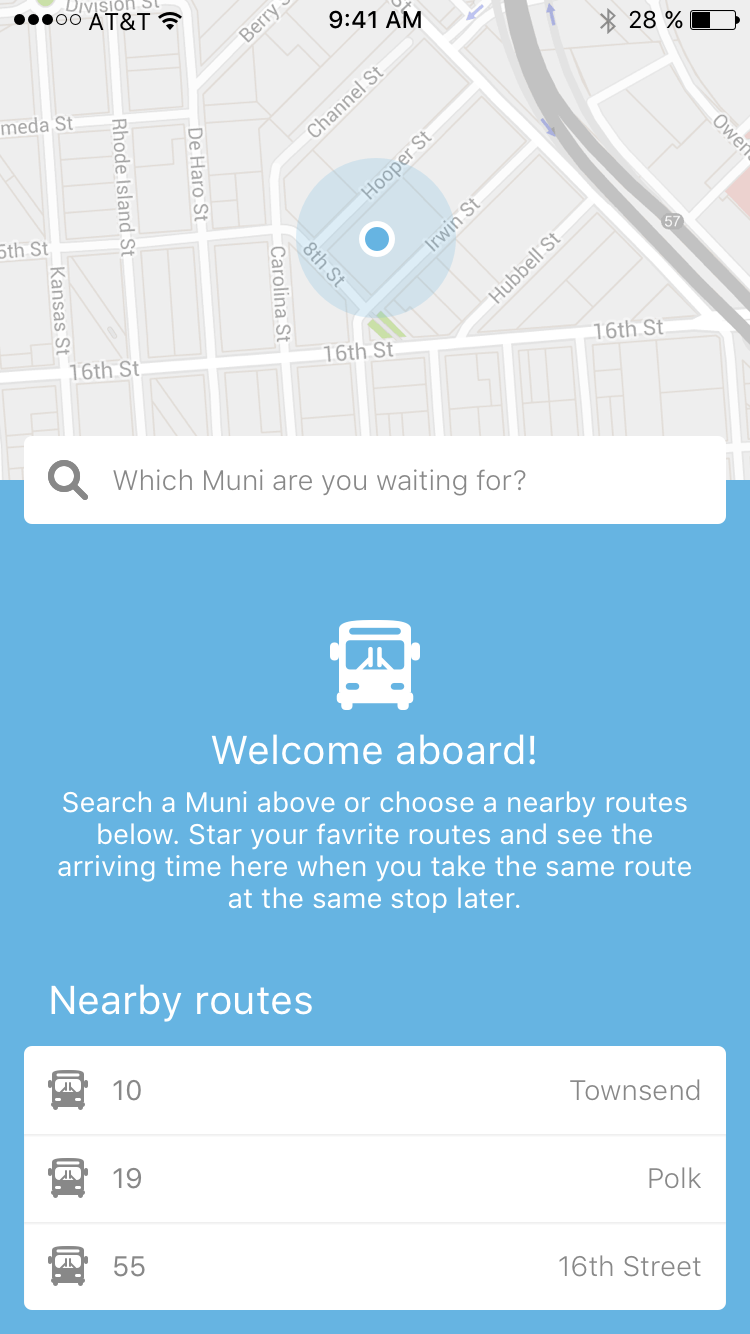 Division St
AT&T
9:41 AM
28 %
Berry S
St
Channel St
meda St
Rhode Island St
De Haro St
Hooper St
Owen
57
Irwin St
8th St
5th St
Hubbell St
Kansas St
Carolina St
16th St
16th St
16th St
Which Muni are you waiting for?
Welcome aboard!
Search a Muni above or choose a nearby routes
below. Star your favrite routes and see the
arriving time here when you take the same route
at the same stop later.
Nearby routes
10 Townsend
19 Polk
55 16th Street